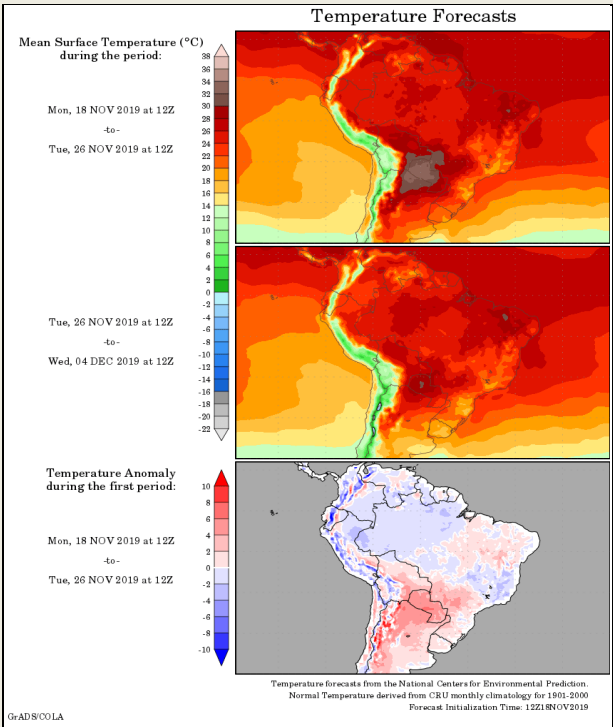 Temperature Forecasts
Mean Surface Temperature (°C)
during the period:
Mon, 18 NOV 2019 at 12Z
-to-
Tue, 26 NOV 2019 at 12Z
38
36
34
32
30
28
26
24
22
20
18
16
14
12
10
8
6
4
2
0
-2
-4
-6
-8
-10
-12
-14
-16
-18
-20
-22
Tue, 26 NOV 2019 at 12Z
-to-
Wed, 04 DEC 2019 at 12Z
Temperature Anomaly
during the first period:
Mon, 18 NOV 2019 at 12Z
-to-
Tue, 26 NOV 2019 at 12Z
10
8
6
4
2
0
-2
-4
-6
-8
-10
Temperature forecasts from the National Centers for Environmental Prediction.
Normal Temperature derived from CRU monthly climatology for 1901-2000
Forecast Initialization Time: 12Z18NOV2019
GrADS/COLA